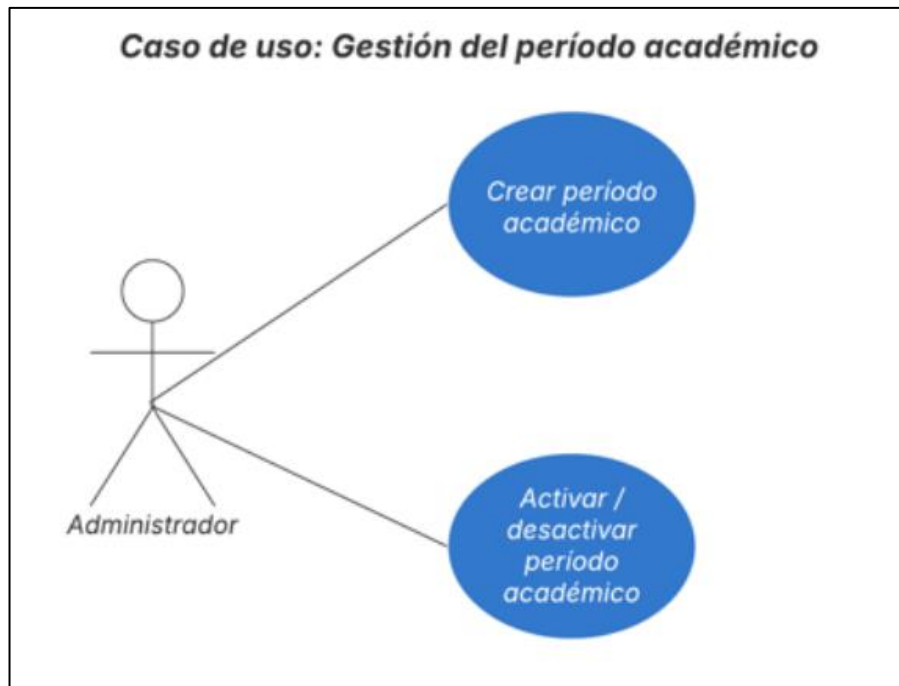 Caso de uso: Gestión del período académico
Crear período
académico
Administrador
Activar /
desactivar
período
académico